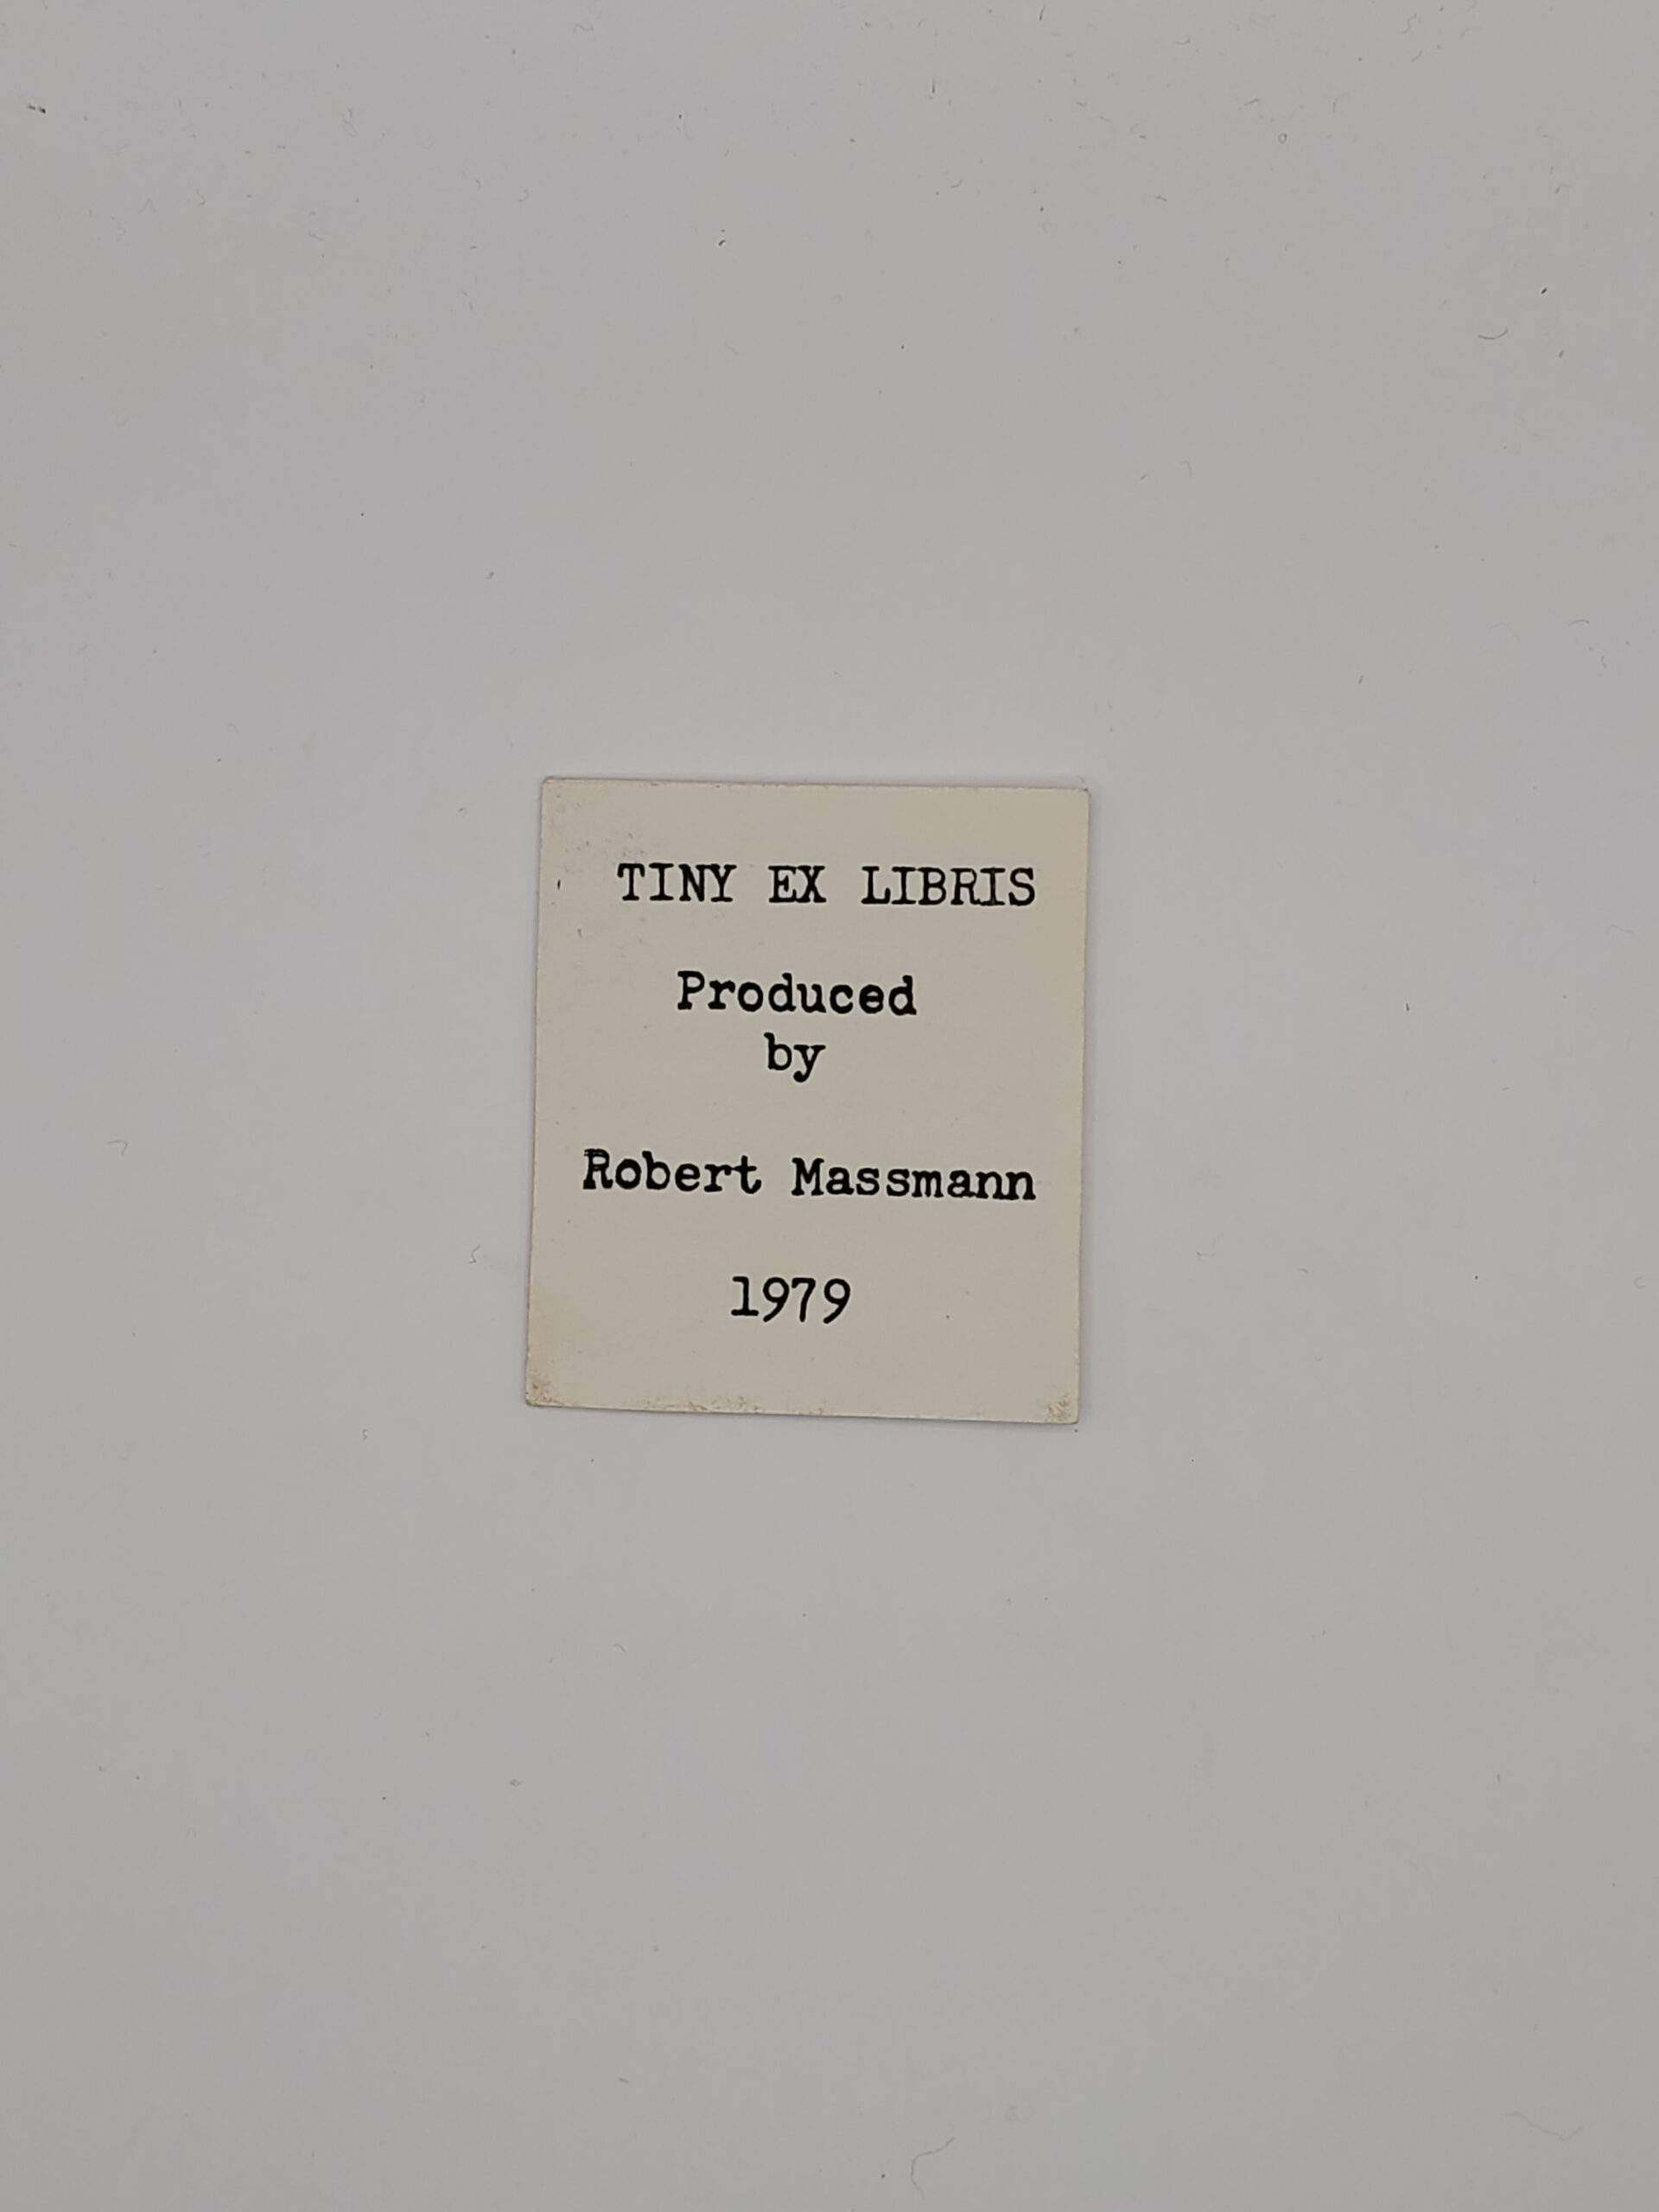 TINY EX LIBRIS
Produced
by
Robert Massmann
1979